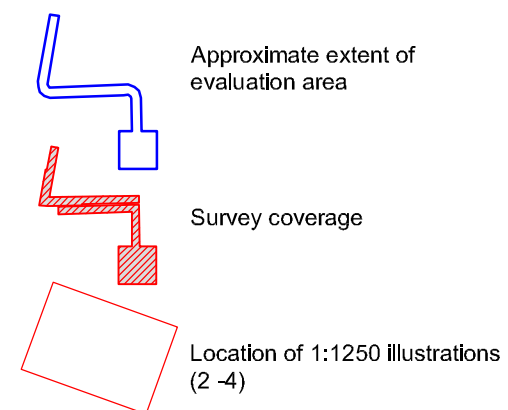 Approximate extent of
evaluation area
Survey coverage
Location of 1:1250 illustrations
(2 -4)